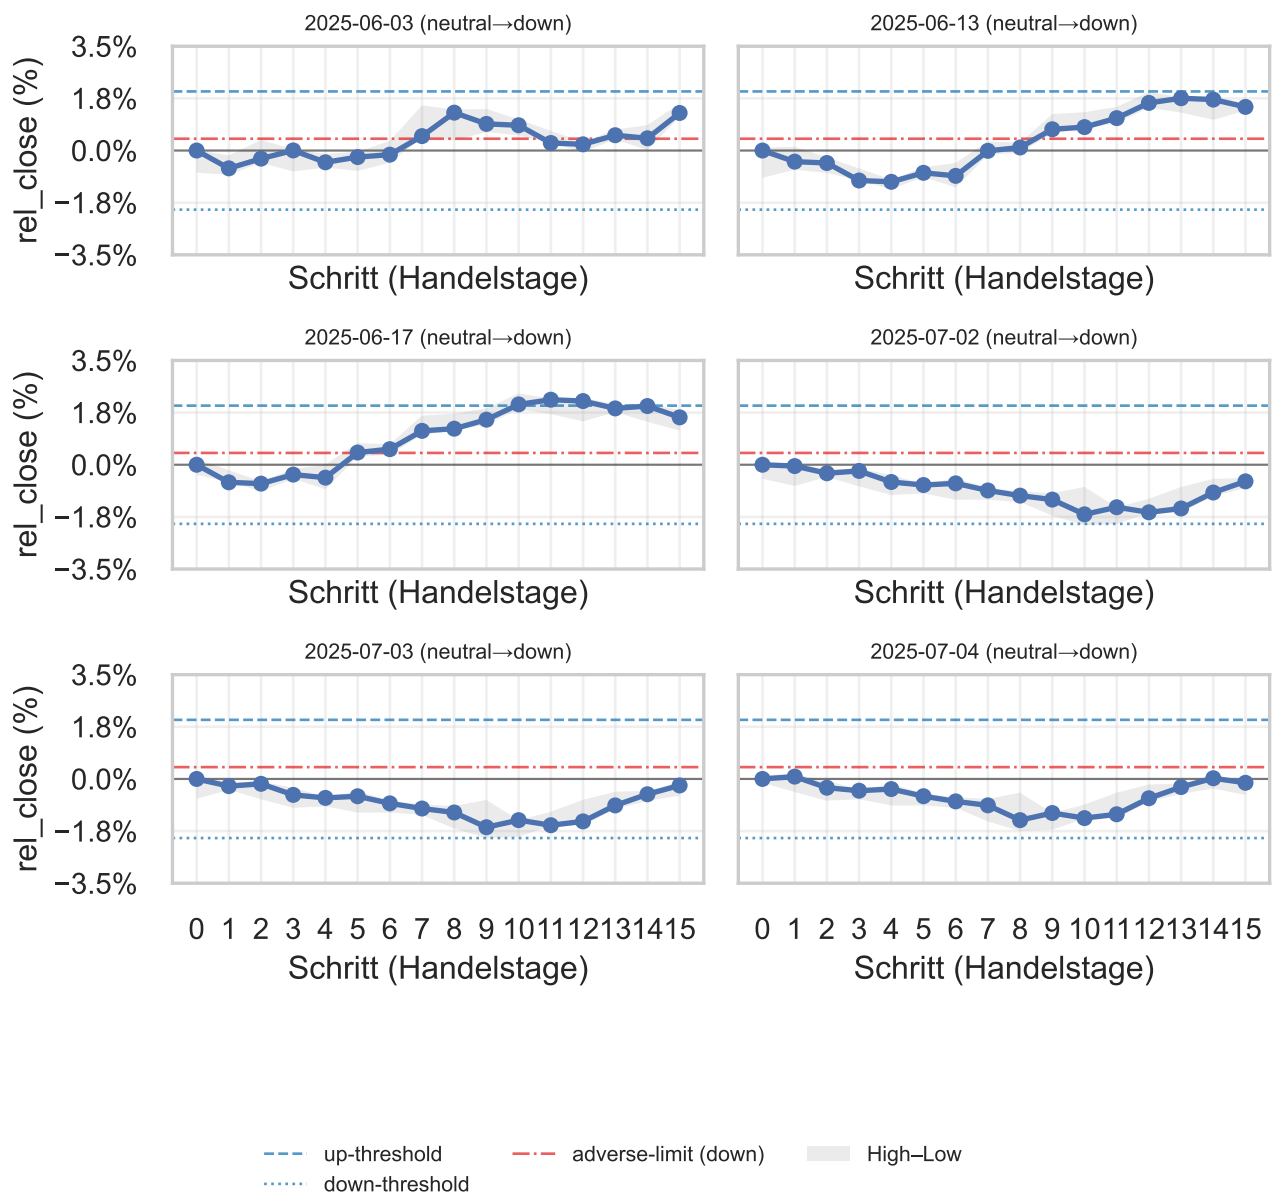 2025-06-03 (neutral→down)
2025-06-13 (neutral→down)
3.5%
1.8%
0.0%
−1.8%
−3.5%
rel_close (%)
Schritt (Handelstage)
Schritt (Handelstage)
2025-06-17 (neutral→down)
2025-07-02 (neutral→down)
3.5%
1.8%
0.0%
−1.8%
−3.5%
rel_close (%)
Schritt (Handelstage)
Schritt (Handelstage)
2025-07-03 (neutral→down)
2025-07-04 (neutral→down)
3.5%
1.8%
0.0%
−1.8%
−3.5%
rel_close (%)
0 1 2 3 4 5 6 7 8 9 10 11 12 13 14 15
0 1 2 3 4 5 6 7 8 9 10 11 12 13 14 15
Schritt (Handelstage)
Schritt (Handelstage)
up-threshold
adverse-limit (down)
High–Low
down-threshold